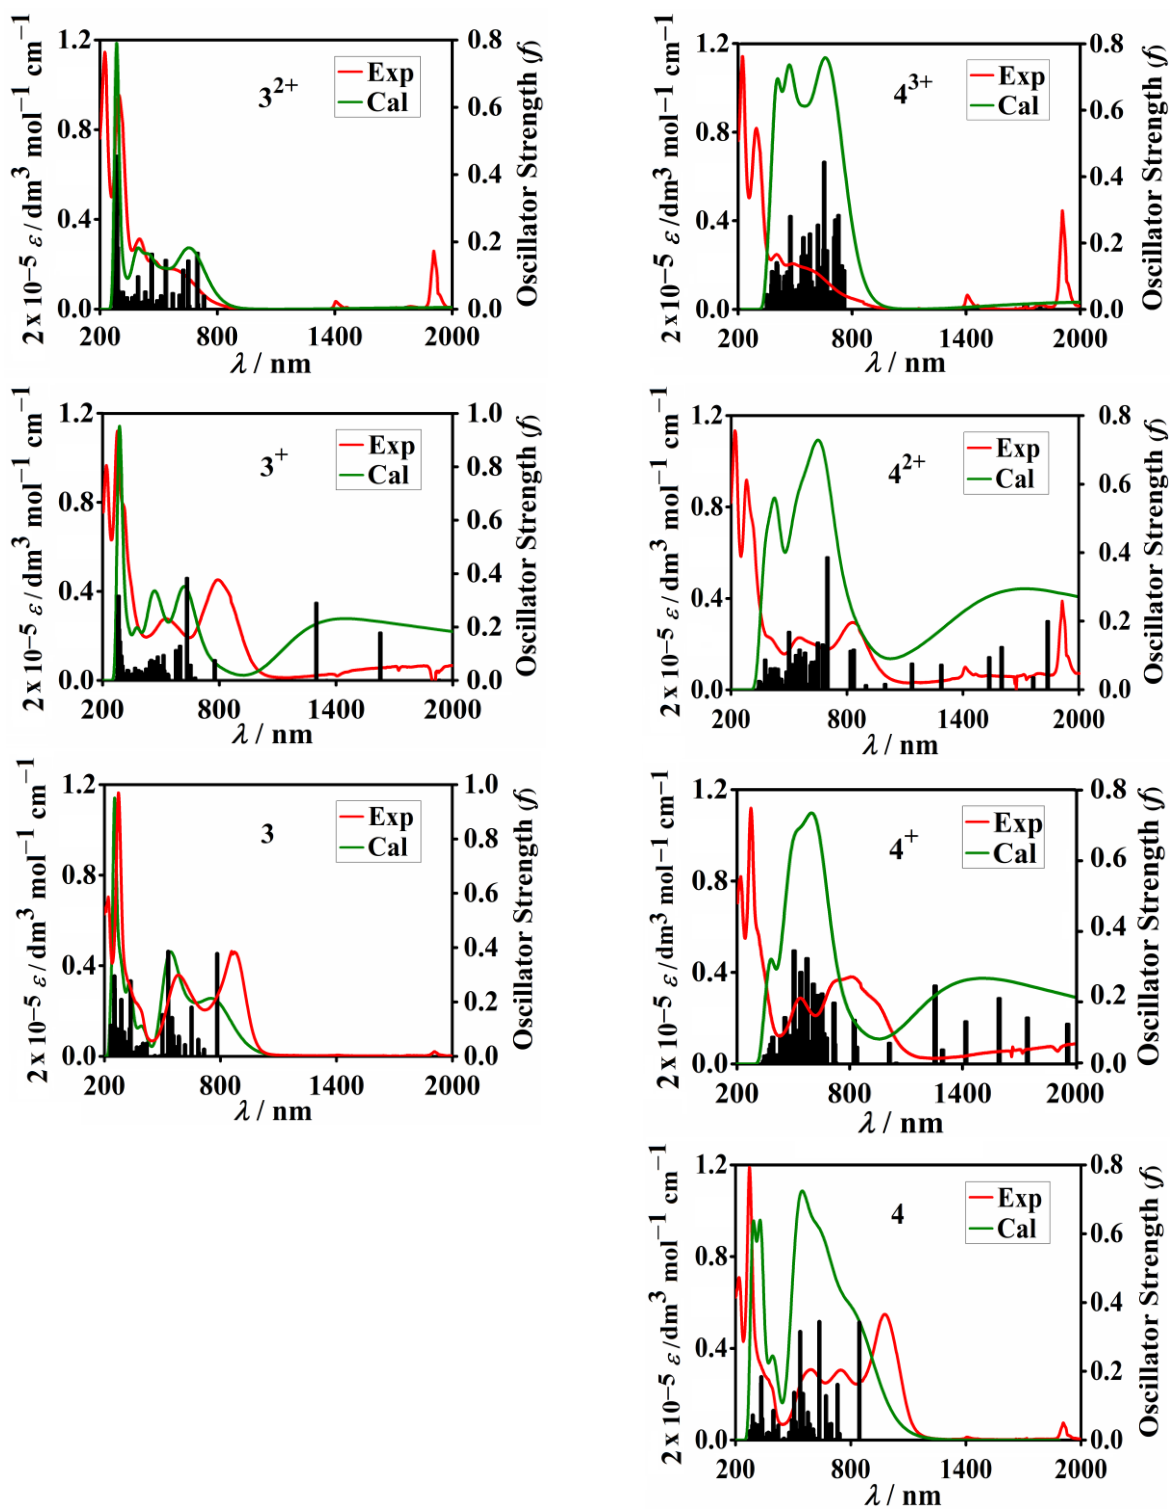 2 x 10⁻⁵ ε / dm³ mol⁻¹ cm⁻¹
1.2
0.8
0.4
0.0
3²⁺
Exp
Cal
0.8
0.6
0.4
0.2
0.0
Oscillator Strength (f)
200 800 1400 2000
λ / nm
2 x 10⁻⁵ ε /dm³ mol⁻¹ cm⁻¹
1.2
0.8
0.4
0.0
4³⁺
Exp
Cal
0.8
0.6
0.4
0.2
0.0
Oscillator Strength (f)
200 800 1400 2000
λ / nm
2 x 10⁻⁵ ε / dm³ mol⁻¹ cm⁻¹
1.2
0.8
0.4
0.0
3⁺
Exp
Cal
1.0
0.8
0.6
0.4
0.2
0.0
Oscillator Strength (f)
200 800 1400 2000
λ / nm
2 x 10⁻⁵ ε /dm³ mol⁻¹ cm⁻¹
1.2
0.8
0.4
0.0
4²⁺
Exp
Cal
0.8
0.6
0.4
0.2
0.0
Oscillator Strength (f)
200 800 1400 2000
λ / nm
2 x 10⁻⁵ ε / dm³ mol⁻¹ cm⁻¹
1.2
0.8
0.4
0.0
3
Exp
Cal
1.0
0.8
0.6
0.4
0.2
0.0
Oscillator Strength (f)
200 800 1400 2000
λ / nm
2 x 10⁻⁵ ε /dm³ mol⁻¹ cm⁻¹
1.2
0.8
0.4
0.0
4⁺
Exp
Cal
0.8
0.6
0.4
0.2
0.0
Oscillator Strength (f)
200 800 1400 2000
λ / nm
2 x 10⁻⁵ ε /dm³ mol⁻¹ cm⁻¹
1.2
0.8
0.4
0.0
4
Exp
Cal
0.8
0.6
0.4
0.2
0.0
Oscillator Strength (f)
200 800 1400 2000
λ / nm